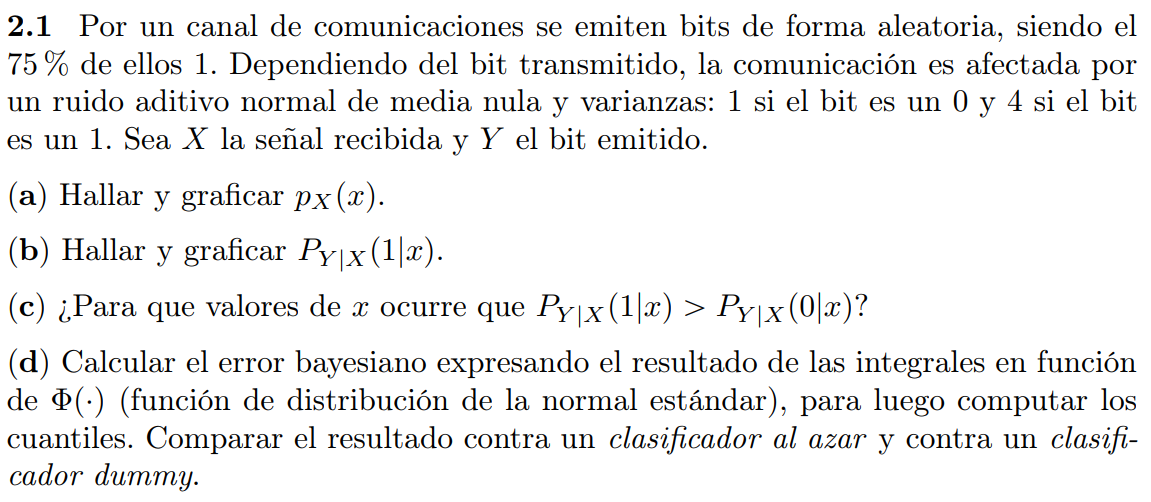 2.1 Por un canal de comunicaciones se emiten bits de forma aleatoria, siendo el
75 % de ellos 1. Dependiendo del bit transmitido, la comunicación es afectada por
un ruido aditivo normal de media nula y varianzas: 1 si el bit es un 0 y 4 si el bit
es un 1. Sea X la señal recibida y Y el bit emitido.
(a) Hallar y graficar p_X(x).
(b) Hallar y graficar P_{Y|X}(1|x).
(c) ¿Para que valores de x ocurre que P_{Y|X}(1|x) > P_{Y|X}(0|x)?
(d) Calcular el error bayesiano expresando el resultado de las integrales en función
de Φ(·) (función de distribución de la normal estándar), para luego computar los
cuantiles. Comparar el resultado contra un clasificador al azar y contra un clasifi-
cador dummy.